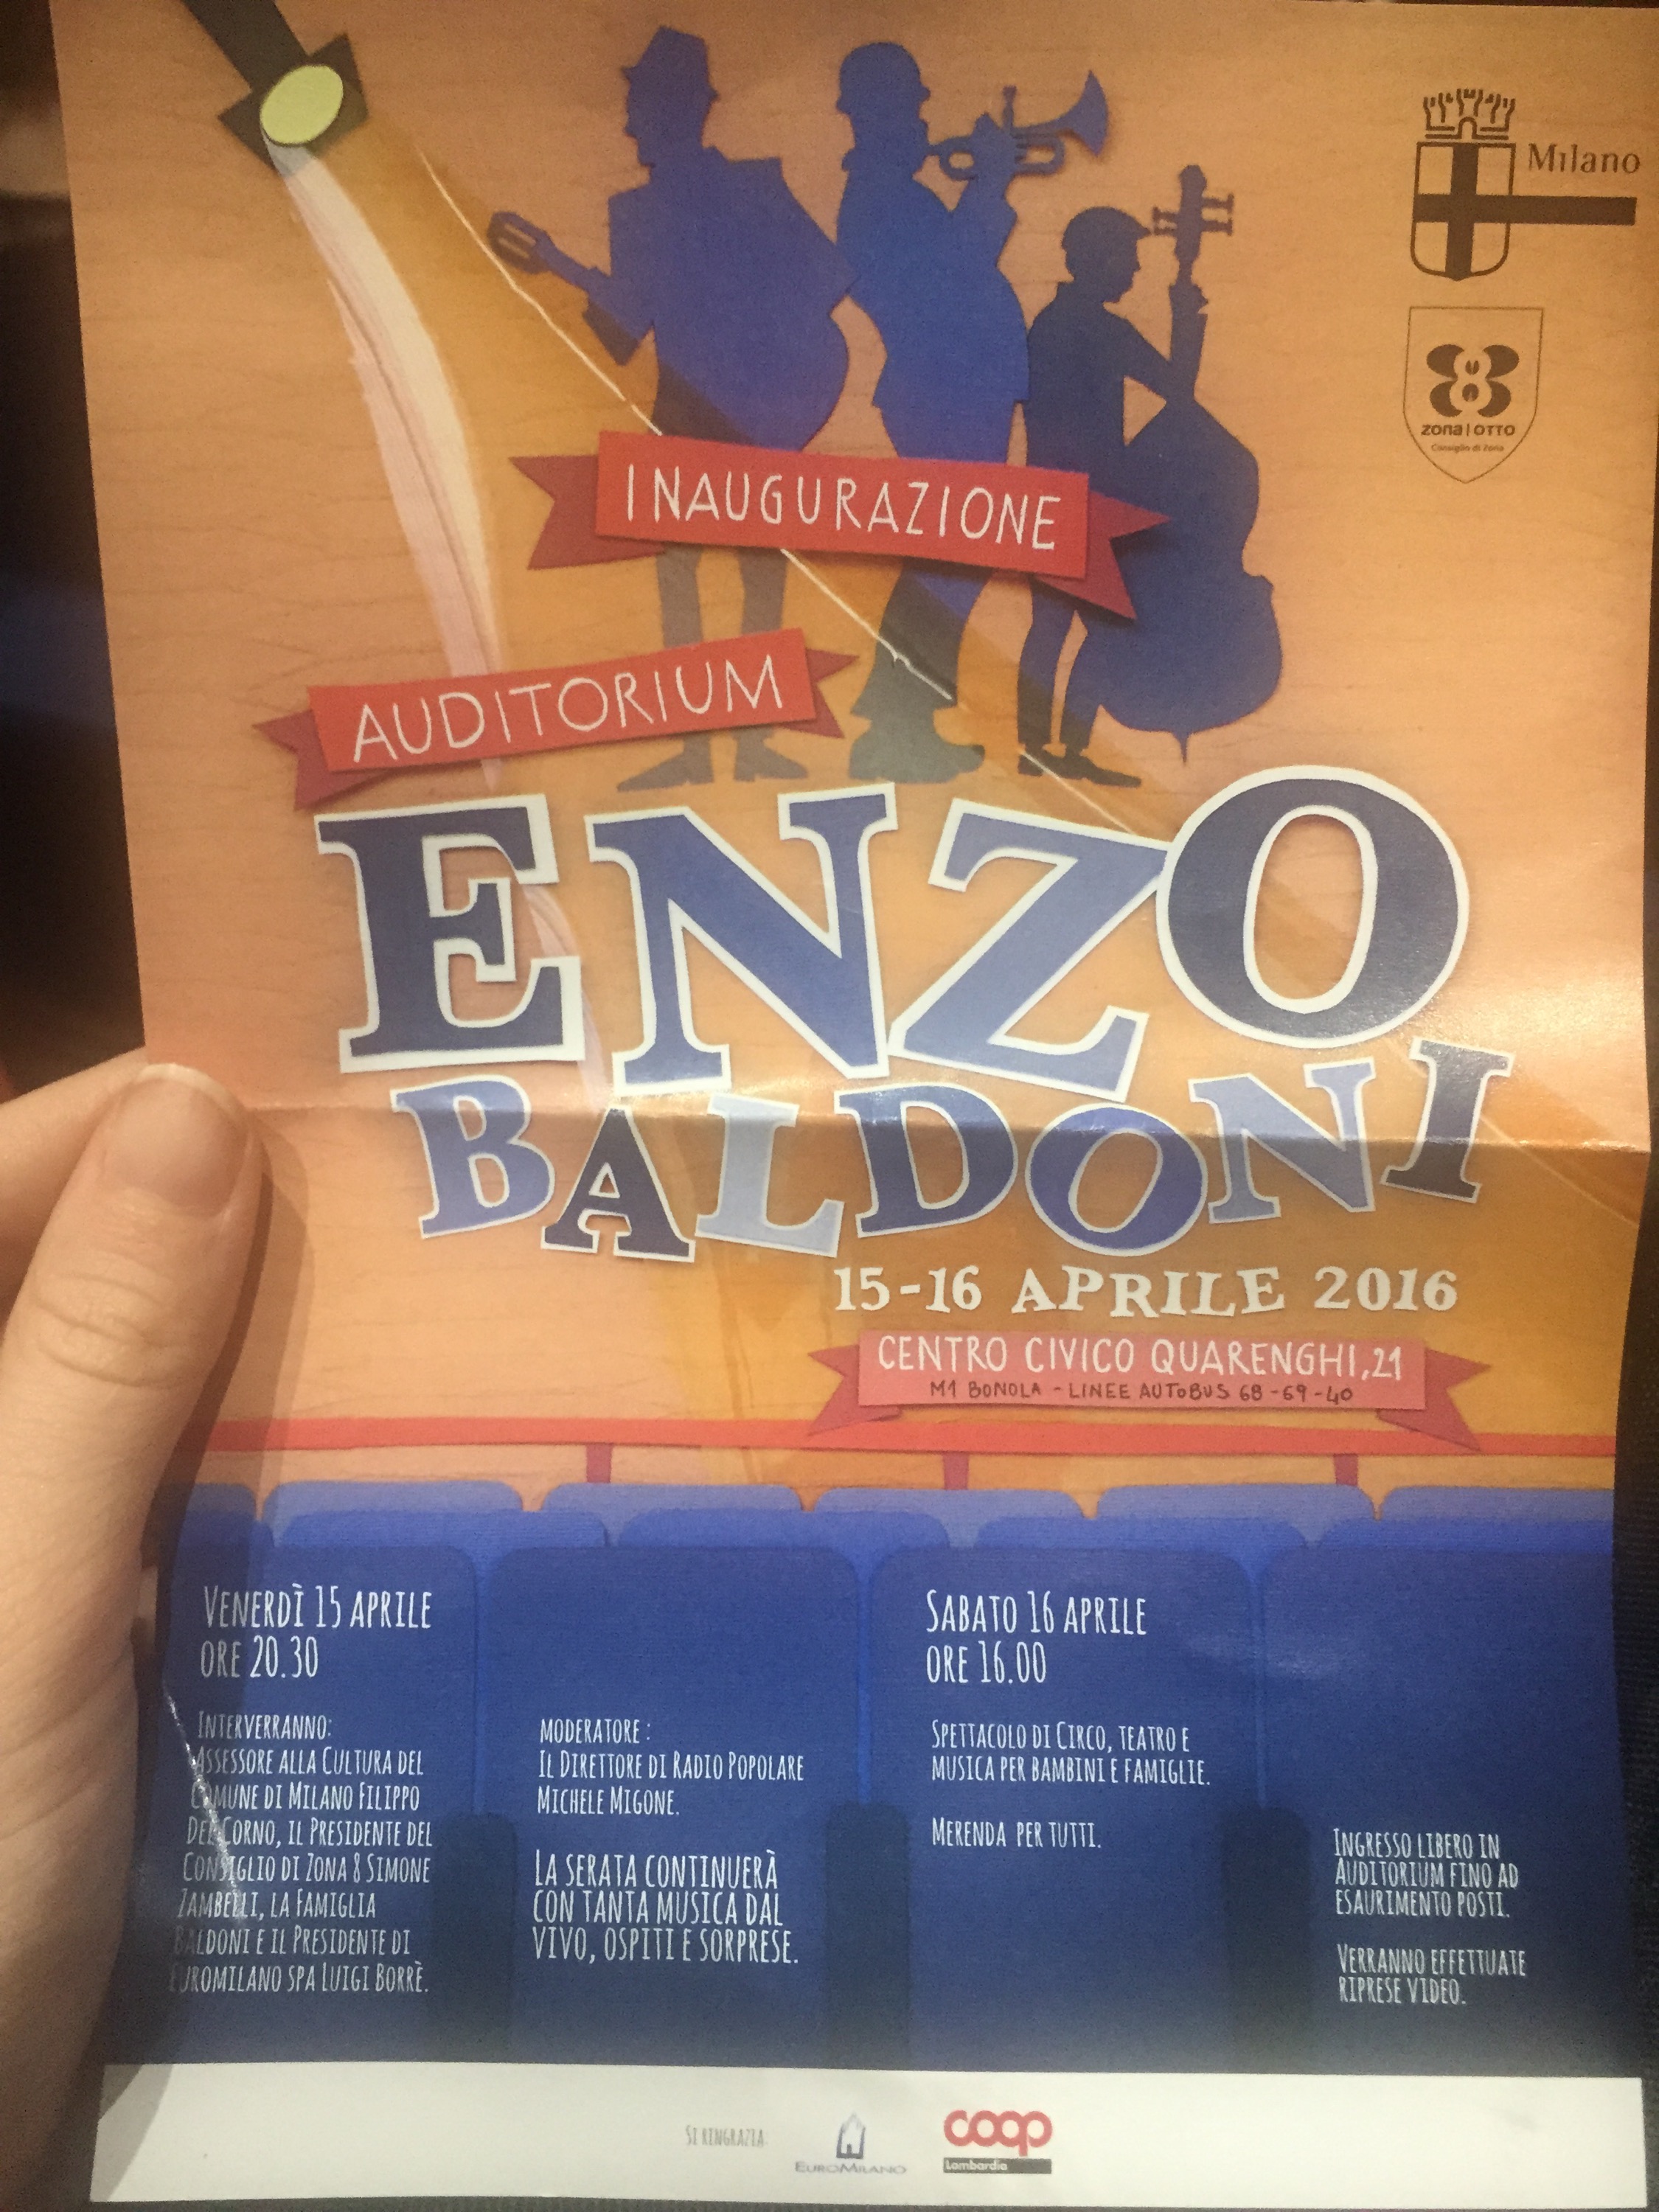 Milano
zona | OTTO
Consiglio di Zona
INAUGURAZIONE
AUDITORIUM
ENZO
BALDONI
15-16 APRILE 2016
CENTRO CIVICO QUARENGHI, 21
M1 BONOLA - LINEE AUTOBUS 68-69-40
VENERDÌ 15 APRILE
ORE 20.30
INTERVERRANNO:
ASSESSORE ALLA CULTURA DEL
COMUNE DI MILANO FILIPPO
DEL CORNO, IL PRESIDENTE DEL
CONSIGLIO DI ZONA 8 SIMONE
ZAMBELLI, LA FAMIGLIA
BALDONI E IL PRESIDENTE DI
EUROMILANO SPA LUIGI BORRÈ.
MODERATORE :
IL DIRETTORE DI RADIO POPOLARE
MICHELE MIGONE.
LA SERATA CONTINUERÀ
CON TANTA MUSICA DAL
VIVO, OSPITI E SORPRESE.
SABATO 16 APRILE
ORE 16.00
SPETTACOLO DI CIRCO, TEATRO E
MUSICA PER BAMBINI E FAMIGLIE.
MERENDA PER TUTTI.
INGRESSO LIBERO IN
AUDITORIUM FINO AD
ESAURIMENTO POSTI.
VERRANNO EFFETTUATE
RIPRESE VIDEO.
SI RINGRAZIA
EUROMILANO
coop
Lombardia